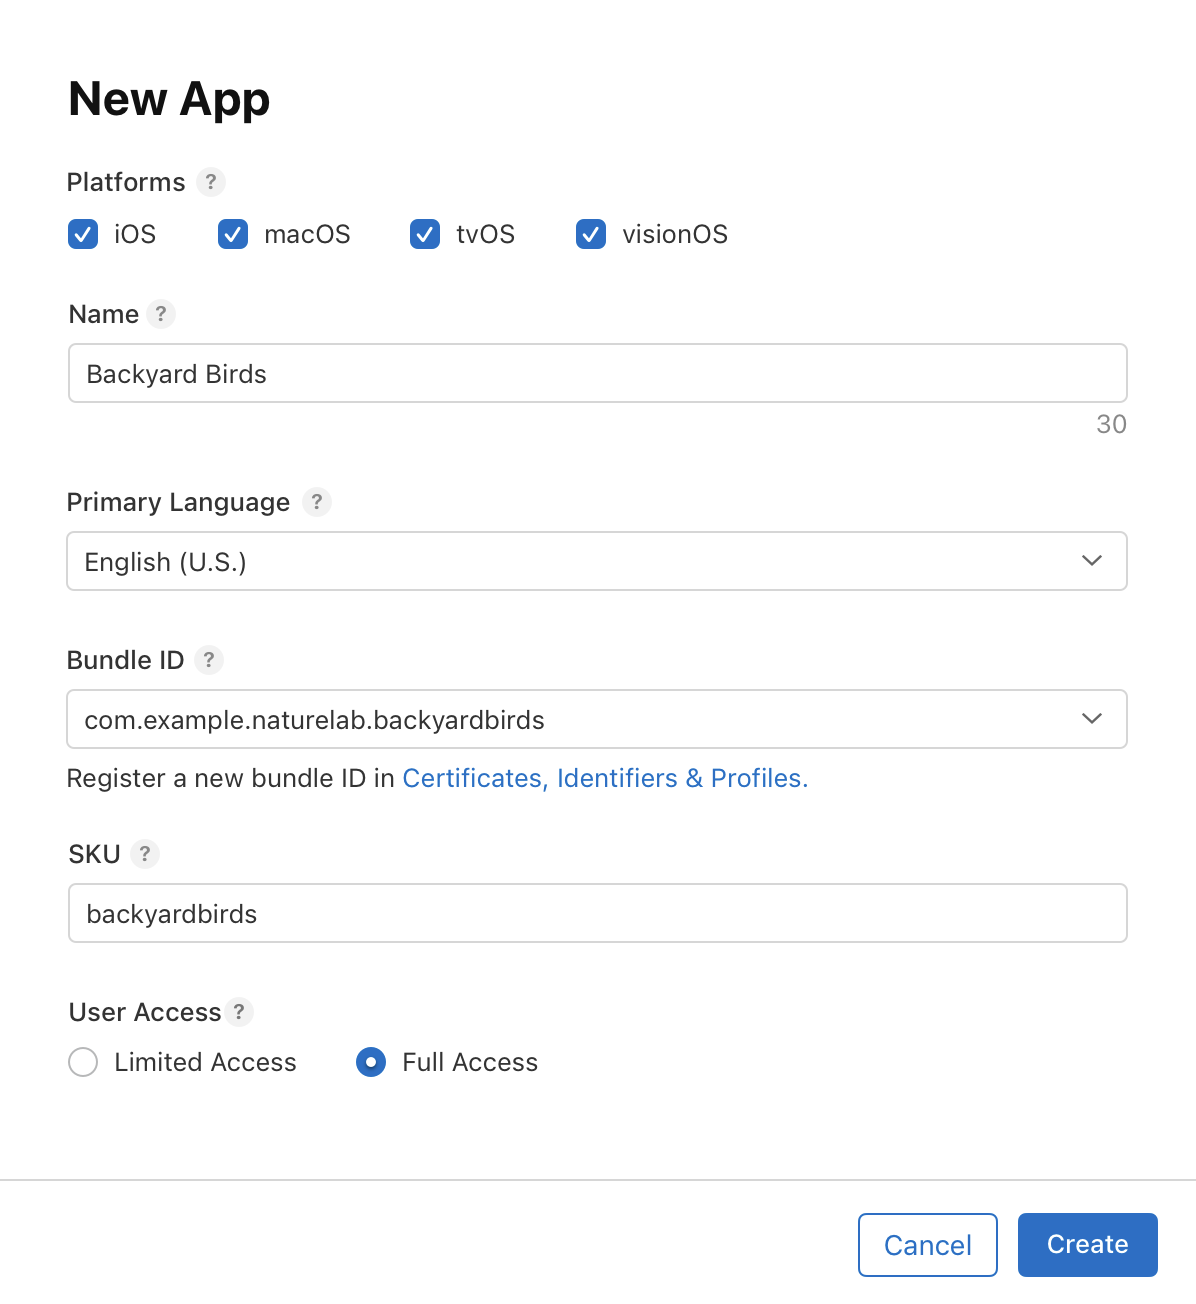 New App
Platforms ?
iOS macOS tvOS visionOS
Name ?
Backyard Birds
30
Primary Language ?
English (U.S.)
Bundle ID ?
com.example.naturelab.backyardbirds
Register a new bundle ID in Certificates, Identifiers & Profiles.
SKU ?
backyardbirds
User Access ?
Limited Access Full Access
Cancel Create